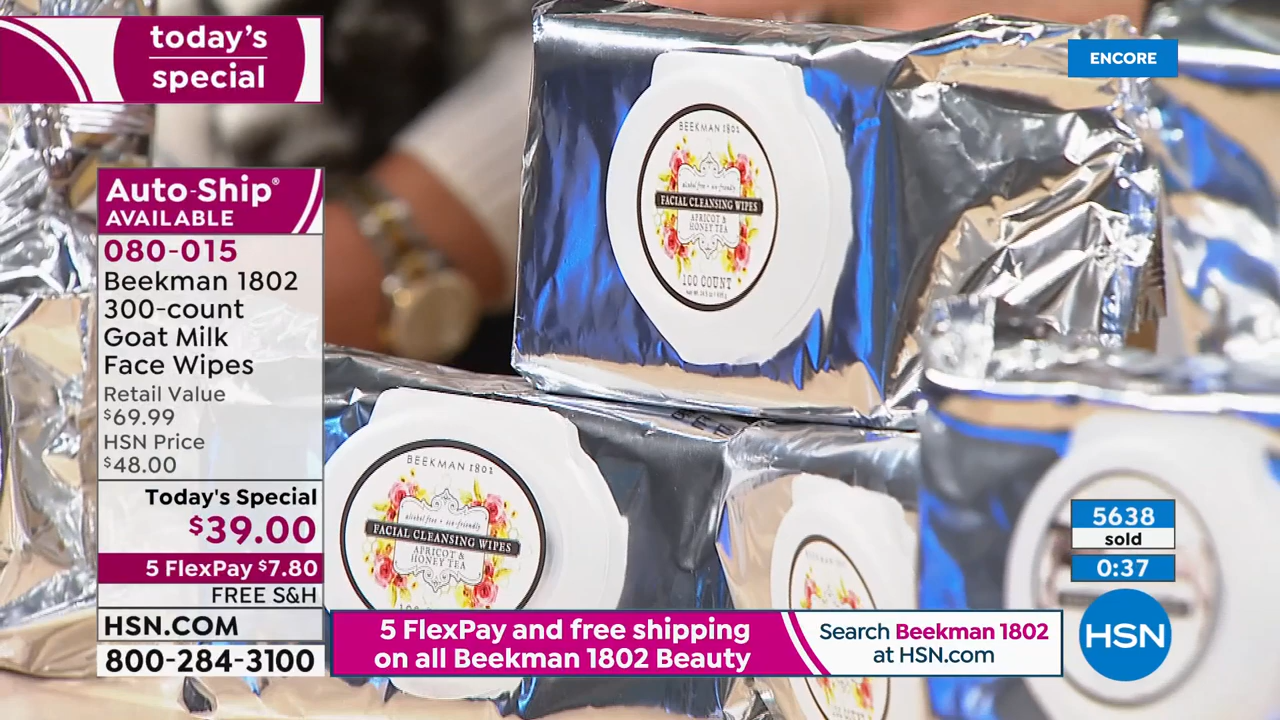 today's
special
ENCORE
Auto-Ship®
AVAILABLE
080-015
Beekman 1802
300-count
Goat Milk
Face Wipes
Retail Value
$69.99
HSN Price
$48.00
Today's Special
$39.00
5 FlexPay $7.80
FREE S&H
HSN.COM
800-284-3100
5 FlexPay and free shipping
on all Beekman 1802 Beauty
Search Beekman 1802
at HSN.com
5638
sold
0:37
HSN
BEEKMAN 1802
alcohol free • eco-friendly
FACIAL CLEANSING WIPES
APRICOT &
HONEY TEA
100 COUNT
BEEKMAN 1802
alcohol free • eco-friendly
FACIAL CLEANSING WIPES
APRICOT &
HONEY TEA